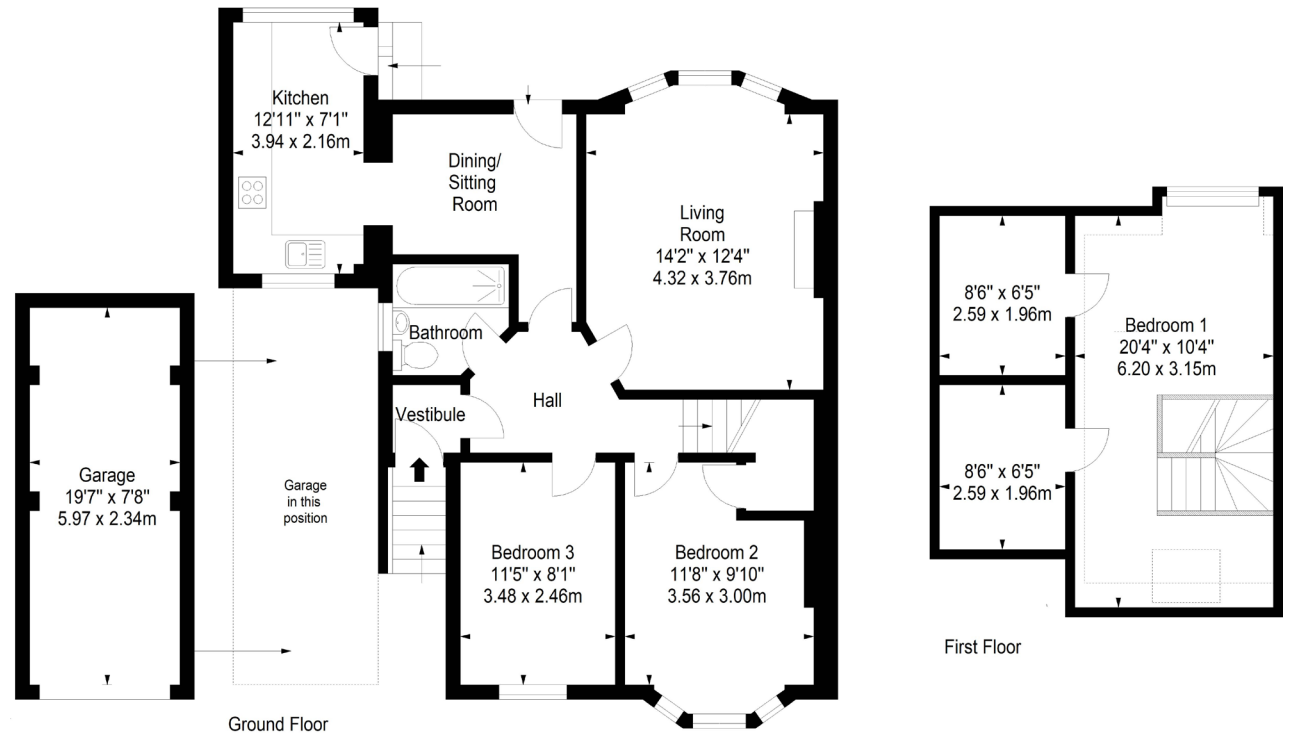 Kitchen
12'11" x 7'1"
3.94 x 2.16m
Dining/
Sitting
Room
Living
Room
14'2" x 12'4"
4.32 x 3.76m
Bathroom
Hall
Vestibule
Garage
19'7" x 7'8"
5.97 x 2.34m
Garage
in this
position
Bedroom 3
11'5" x 8'1"
3.48 x 2.46m
Bedroom 2
11'8" x 9'10"
3.56 x 3.00m
Ground Floor
8'6" x 6'5"
2.59 x 1.96m
Bedroom 1
20'4" x 10'4"
6.20 x 3.15m
8'6" x 6'5"
2.59 x 1.96m
First Floor